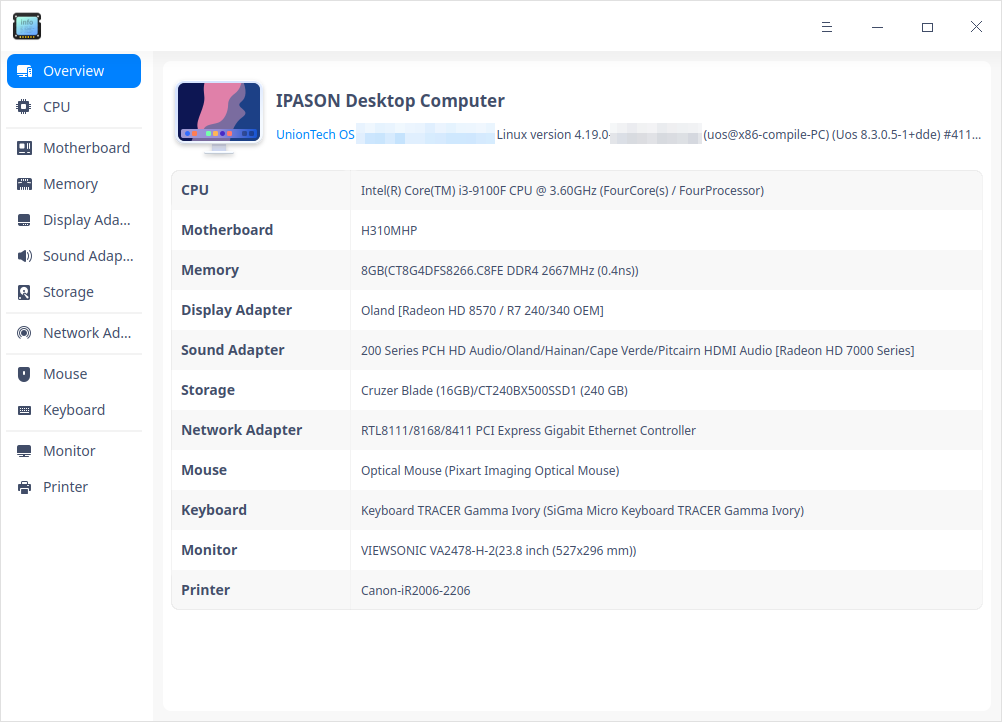 info
Overview
CPU
Motherboard
Memory
Display Ada...
Sound Adap...
Storage
Network Ad...
Mouse
Keyboard
Monitor
Printer
IPASON Desktop Computer
UnionTech OS Linux version 4.19.0- (uos@x86-compile-PC) (Uos 8.3.0.5-1+dde) #411...
CPU Intel(R) Core(TM) i3-9100F CPU @ 3.60GHz (FourCore(s) / FourProcessor)
Motherboard H310MHP
Memory 8GB(CT8G4DFS8266.C8FE DDR4 2667MHz (0.4ns))
Display Adapter Oland [Radeon HD 8570 / R7 240/340 OEM]
Sound Adapter 200 Series PCH HD Audio/Oland/Hainan/Cape Verde/Pitcairn HDMI Audio [Radeon HD 7000 Series]
Storage Cruzer Blade (16GB)/CT240BX500SSD1 (240 GB)
Network Adapter RTL8111/8168/8411 PCI Express Gigabit Ethernet Controller
Mouse Optical Mouse (Pixart Imaging Optical Mouse)
Keyboard Keyboard TRACER Gamma Ivory (SiGma Micro Keyboard TRACER Gamma Ivory)
Monitor VIEWSONIC VA2478-H-2(23.8 inch (527x296 mm))
Printer Canon-iR2006-2206